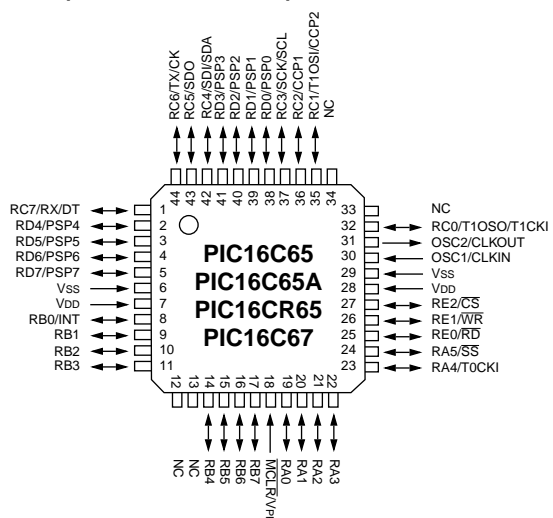 RC6/TX/CK
RC5/SDO
RC4/SDI/SDA
RD3/PSP3
RD2/PSP2
RD1/PSP1
RD0/PSP0
RC3/SCK/SCL
RC2/CCP1
RC1/T1OSI/CCP2
NC
44
43
42
41
40
39
38
37
36
35
34
RC7/RX/DT 1
RD4/PSP4 2
RD5/PSP5 3
RD6/PSP6 4
RD7/PSP7 5
VSS 6
VDD 7
RB0/INT 8
RB1 9
RB2 10
RB3 11
PIC16C65
PIC16C65A
PIC16CR65
PIC16C67
33 NC
32 RC0/T1OSO/T1CKI
31 OSC2/CLKOUT
30 OSC1/CLKIN
29 VSS
28 VDD
27 RE2/CS
26 RE1/WR
25 RE0/RD
24 RA5/SS
23 RA4/T0CKI
12
13
14
15
16
17
18
19
20
21
22
NC
NC
RB4
RB5
RB6
RB7
RA0
RA1
RA2
RA3